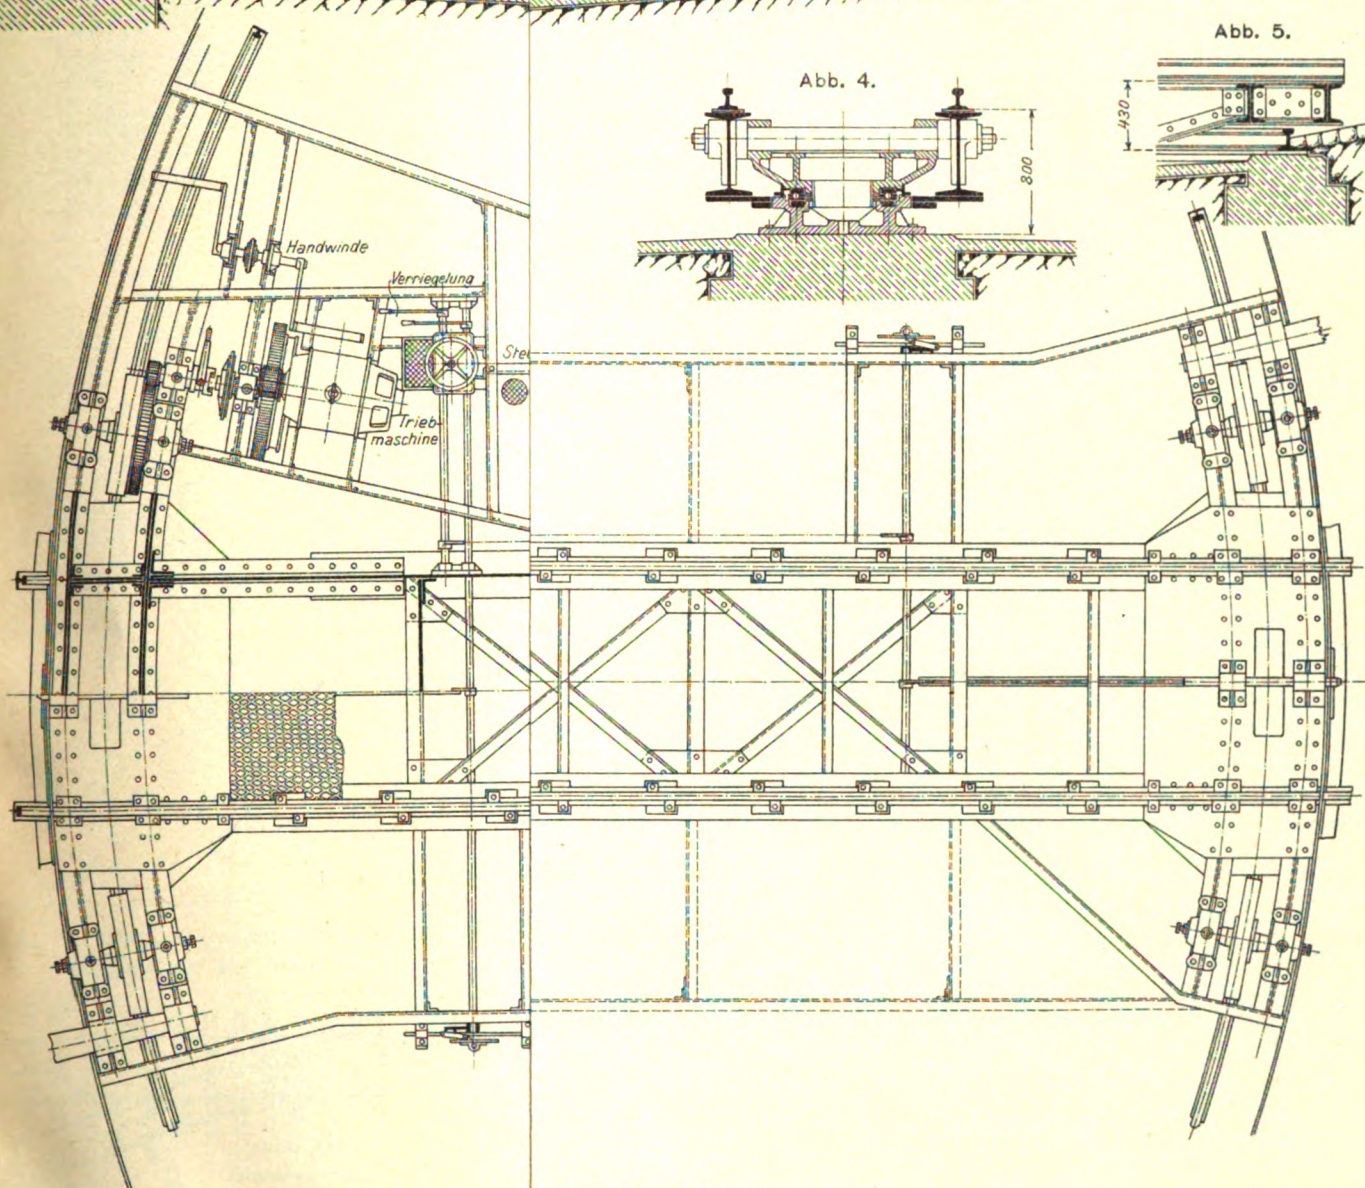 Abb. 5.
Abb. 4.
430
800
Handwinde
Verriegelung
Ste
Trieb-
maschine